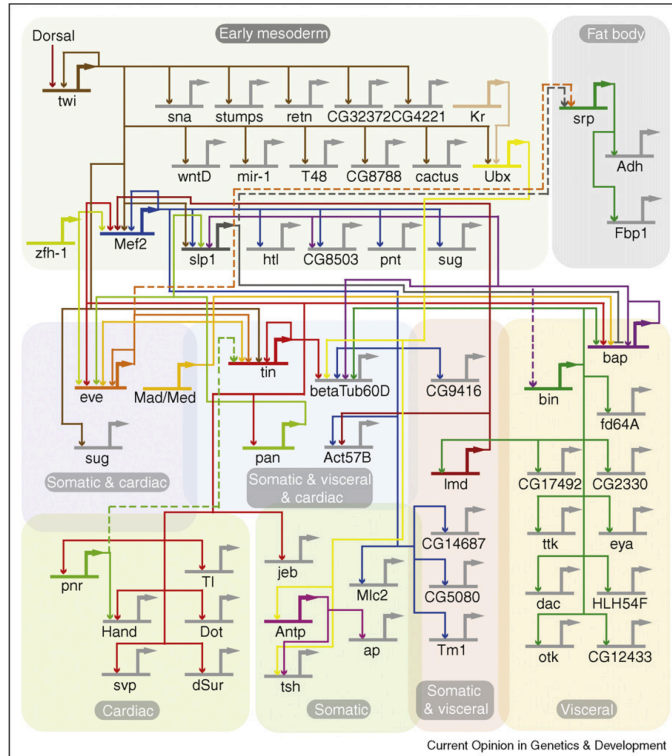 Early mesoderm
Fat body
Dorsal
twi
sna
stumps
retn
CG32372
CG4221
Kr
srp
wntD
mir-1
T48
CG8788
cactus
Ubx
Adh
zfh-1
Mef2
slp1
htl
CG8503
pnt
sug
Fbp1
eve
Mad/Med
tin
betaTub60D
CG9416
bin
bap
fd64A
sug
pan
Act57B
lmd
CG17492
CG2330
Somatic & cardiac
Somatic & visceral
& cardiac
pnr
Tl
jeb
Mlc2
CG14687
ttk
eya
Hand
Dot
Antp
ap
CG5080
dac
HLH54F
svp
dSur
tsh
Tm1
otk
CG12433
Cardiac
Somatic
Somatic
& visceral
Visceral
Current Opinion in Genetics & Development